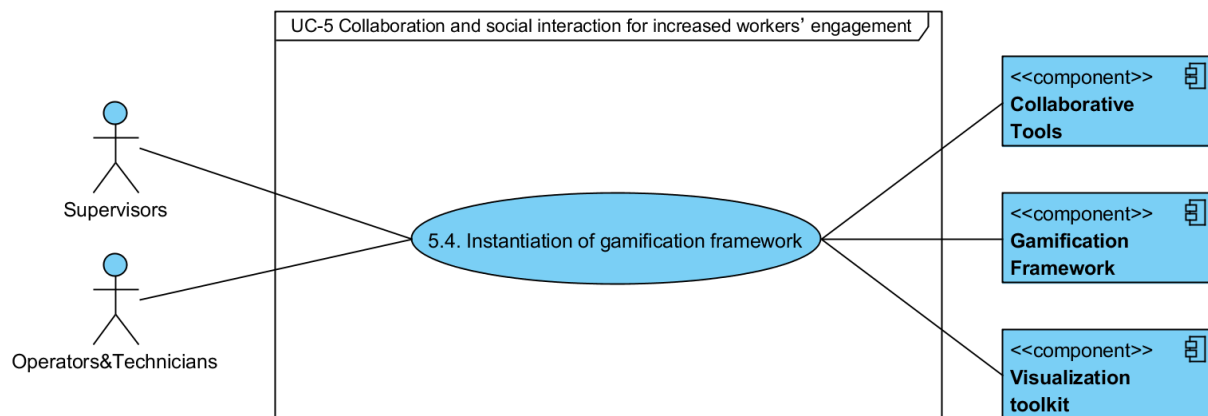 UC-5 Collaboration and social interaction for increased workers’ engagement
<<component>>
Collaborative
Tools
Supervisors
5.4. Instantiation of gamification framework
<<component>>
Gamification
Framework
Operators&Technicians
<<component>>
Visualization
toolkit